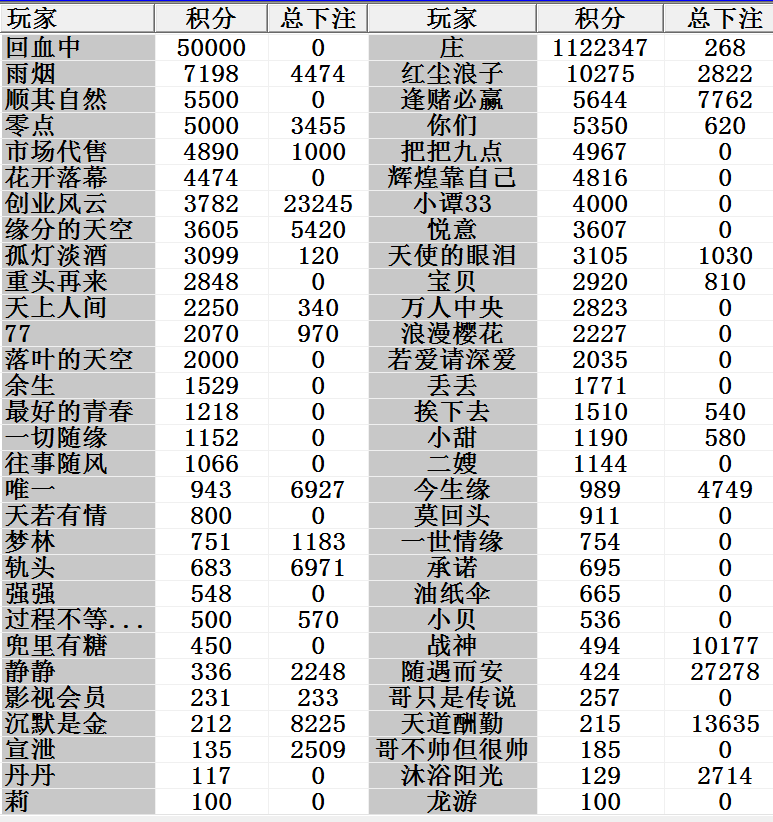 玩家 积分 总下注 玩家 积分 总下注
回血中 50000 0 庄 1122347 268
雨烟 7198 4474 红尘浪子 10275 2822
顺其自然 5500 0 逢赌必赢 5644 7762
零点 5000 3455 你们 5350 620
市场代售 4890 1000 把把九点 4967 0
花开落幕 4474 0 辉煌靠自己 4816 0
创业风云 3782 23245 小谭33 4000 0
缘分的天空 3605 5420 悦意 3607 0
孤灯淡酒 3099 120 天使的眼泪 3105 1030
重头再来 2848 0 宝贝 2920 810
天上人间 2250 340 万人中央 2823 0
77 2070 970 浪漫樱花 2227 0
落叶的天空 2000 0 若爱请深爱 2035 0
余生 1529 0 丢丢 1771 0
最好的青春 1218 0 挨下去 1510 540
一切随缘 1152 0 小甜 1190 580
往事随风 1066 0 二嫂 1144 0
唯一 943 6927 今生缘 989 4749
天若有情 800 0 莫回头 911 0
梦林 751 1183 一世情缘 754 0
轨头 683 6971 承诺 695 0
强强 548 0 油纸伞 665 0
过程不等... 500 570 小贝 536 0
兜里有糖 450 0 战神 494 10177
静静 336 2248 随遇而安 424 27278
影视会员 231 233 哥只是传说 257 0
沉默是金 212 8225 天道酬勤 215 13635
宣泄 135 2509 哥不帅但很帅 185 0
丹丹 117 0 沐浴阳光 129 2714
莉 100 0 龙游 100 0